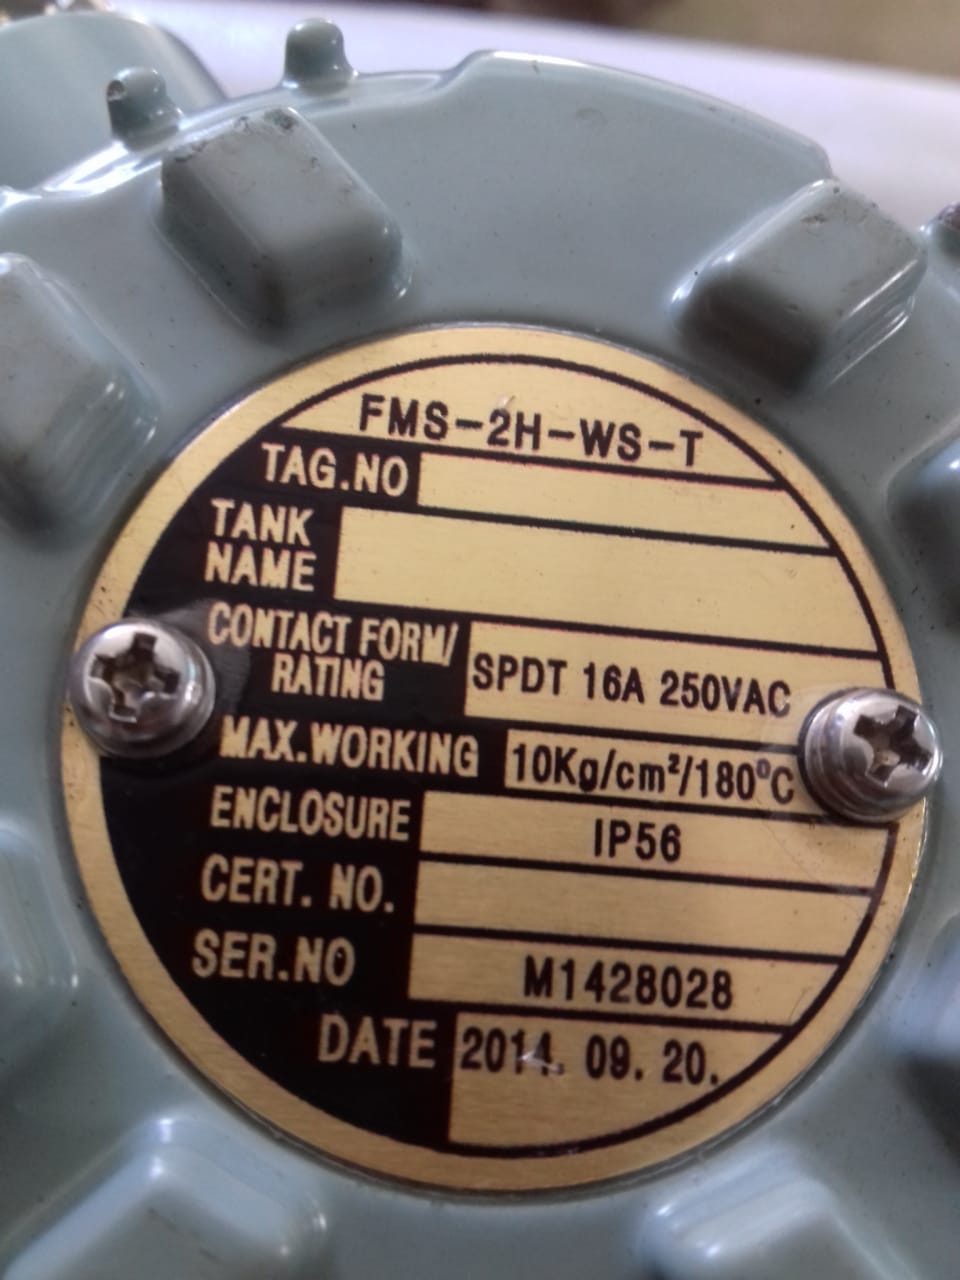 FMS-2H-WS-T
TAG.NO
TANK
NAME
CONTACT FORM/
RATING
SPDT 16A 250VAC
MAX.WORKING 10Kg/cm²/180°C
ENCLOSURE IP56
CERT. NO.
SER.NO M1428028
DATE 2014. 09. 20.